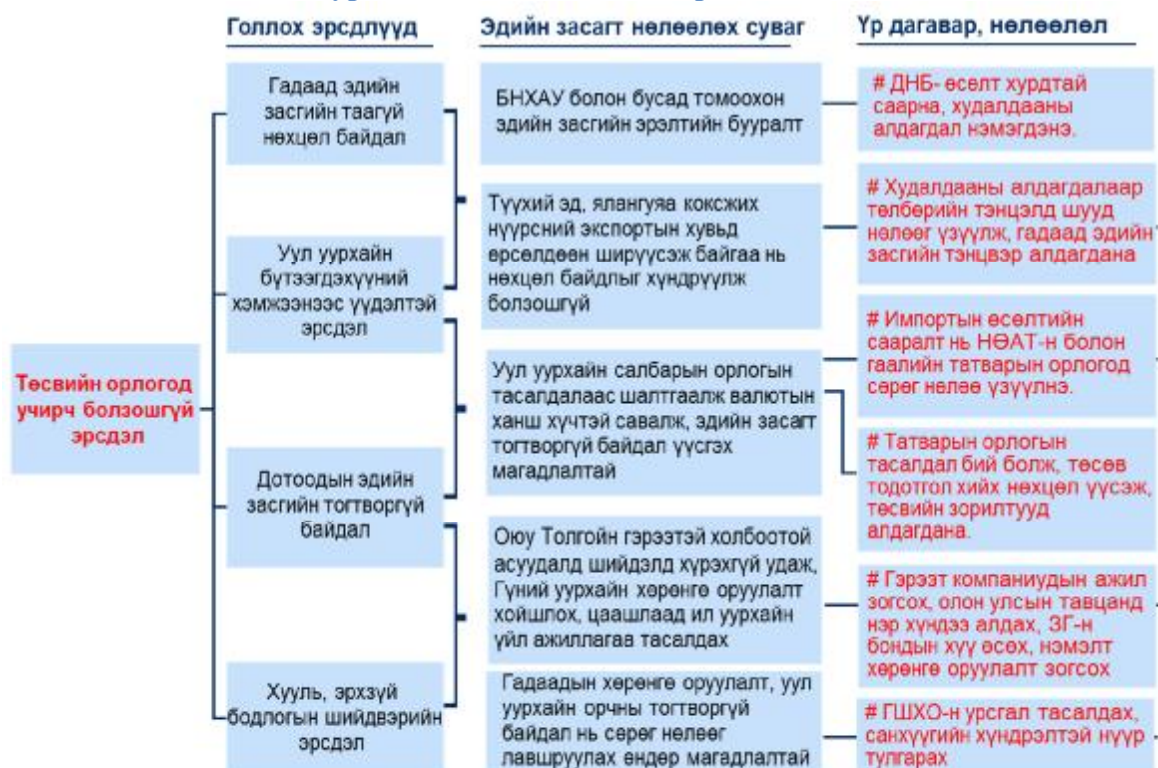 Голлох эрсдлүүд
Эдийн засагт нөлөөлөх суваг
Үр дагавар, нөлөөлөл
Төсвийн орлогод
учирч болзошгүй
эрсдэл
Гадаад эдийн
засгийн таагүй
нөхцөл байдал
Уул уурхайн
бүтээгдэхүүний
хэмжээнээс үүдэлтэй
эрсдэл
Дотоодын эдийн
засгийн тогтворгүй
байдал
Хууль, эрхзүй
бодлогын шийдвэрийн
эрсдэл
БНХАУ болон бусад томоохон
эдийн засгийн эрэлтийн бууралт
Түүхий эд, ялангуяа коксжих
нүүрсний экспортын хувьд
өрсөлдөөн ширүүсэж байгаа нь
нөхцөл байдлыг хүндрүүлж
болзошгүй
Уул уурхайн салбарын орлогын
тасалдалаас шалтгаалж валютын
ханш хүчтэй савалж, эдийн засагт
тогтворгүй байдал үүсгэх
магадлалтай
Оюу Толгойн гэрээтэй холбоотой
асуудалд шийдэлд хүрэхгүй удаж,
Гүний уурхайн хөрөнгө оруулалт
хойшлох, цаашлаад ил уурхайн
үйл ажиллагаа тасалдах
Гадаадын хөрөнгө оруулалт, уул
уурхайн орчны тогтворгүй
байдал нь сөрөг нөлөөг
лавшруулах өндөр магадлалтай
# ДНБ- өсөлт хурдтай
саарна, худалдааны
алдагдал нэмэгдэнэ.
# Худалдааны алдагдалаар
төлбөрийн тэнцэлд шууд
нөлөөг үзүүлж, гадаад эдийн
засгийн тэнцвэр алдагдана
# Импортын өсөлтийн
сааралт нь НӨАТ-н болон
гаалийн татварын орлогод
сөрөг нөлөө үзүүлнэ.
# Татварын орлогын
тасалдал бий болж, төсөв
тодотгол хийх нөхцөл үүсэж,
төсвийн зорилтууд
алдагдана.
# Гэрээт компаниудын ажил
зогсох, олон улсын тавцанд
нэр хүндээ алдах, ЗГ-н
бондын хүү өсөх, нэмэлт
хөрөнгө оруулалт зогсох
# ГШХО-н урсгал тасалдах,
санхүүгийн хүндрэлтэй нүүр
тулгарах